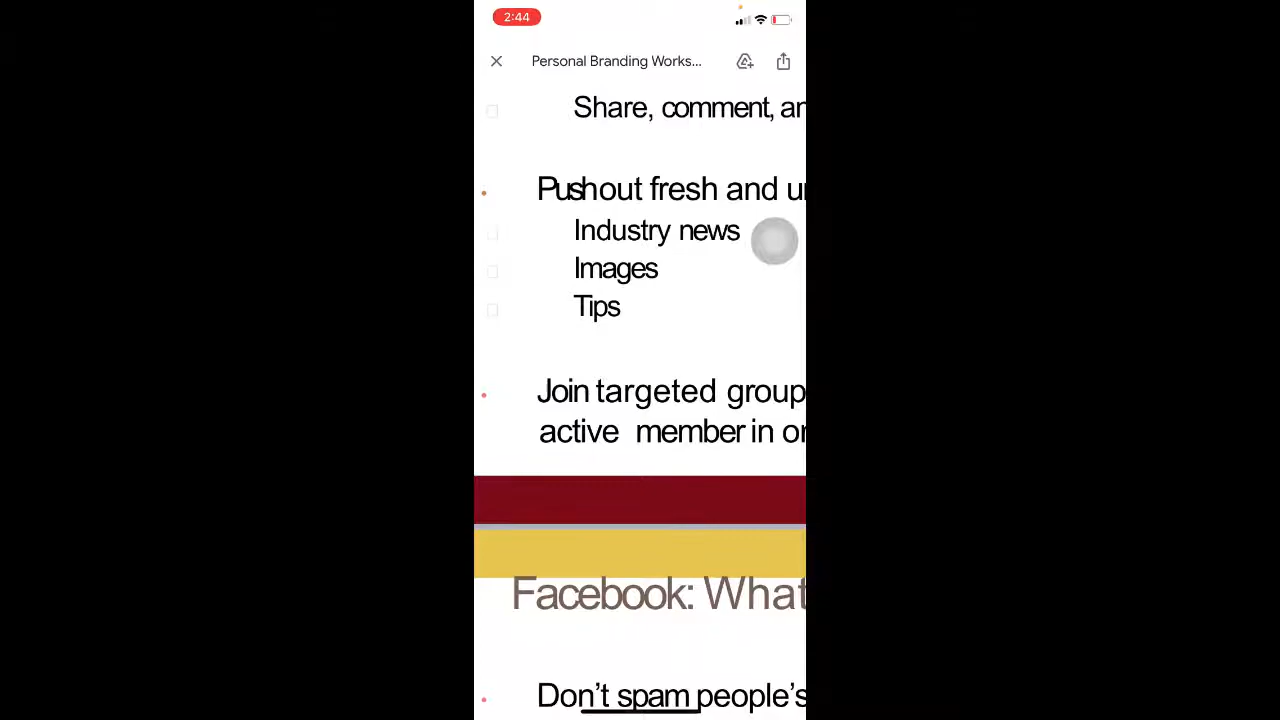 2:44
Personal Branding Works...
Share, comment,
Pushout fresh and
Industry news
Images
Tips
Join targeted group
active member in
Facebook: What
Don’t spam people’s